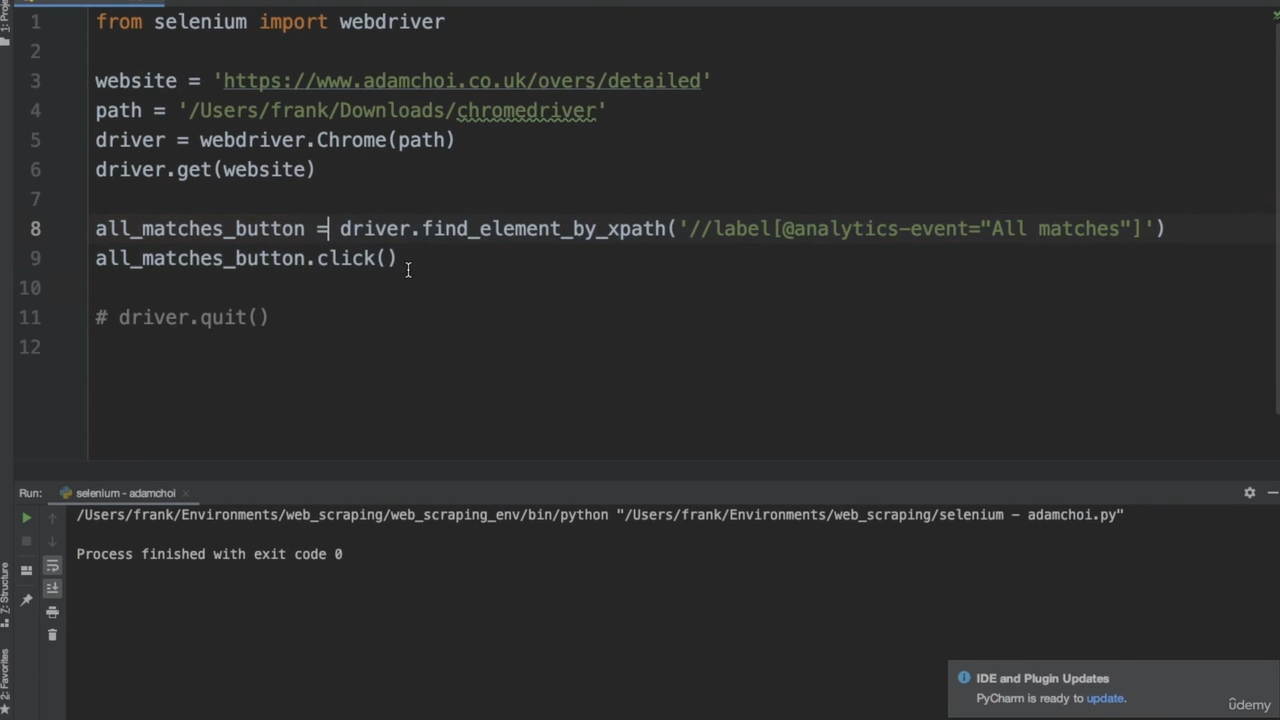 1 from selenium import webdriver
2
3 website = 'https://www.adamchoi.co.uk/overs/detailed'
4 path = '/Users/frank/Downloads/chromedriver'
5 driver = webdriver.Chrome(path)
6 driver.get(website)
7
8 all_matches_button = driver.find_element_by_xpath('//label[@analytics-event="All matches"]')
9 all_matches_button.click()
10
11 # driver.quit()
12
Run: selenium - adamchoi
/Users/frank/Environments/web_scraping/web_scraping_env/bin/python "/Users/frank/Environments/web_scraping/selenium - adamchoi.py"
Process finished with exit code 0
7: Structure
2: Favorites
IDE and Plugin Updates
PyCharm is ready to update.
ûdemy